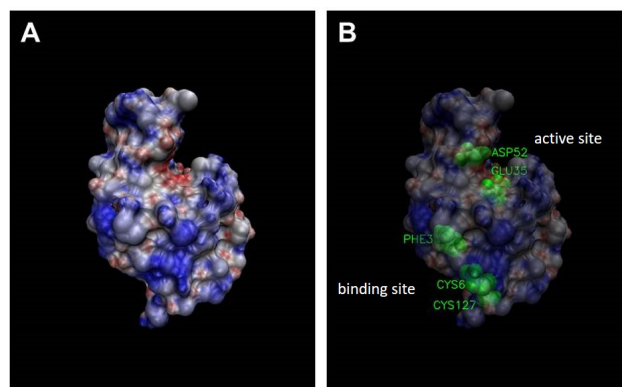 A
B
active site
ASP52
GLU35
PHE3
CYS6
binding site
CYS127